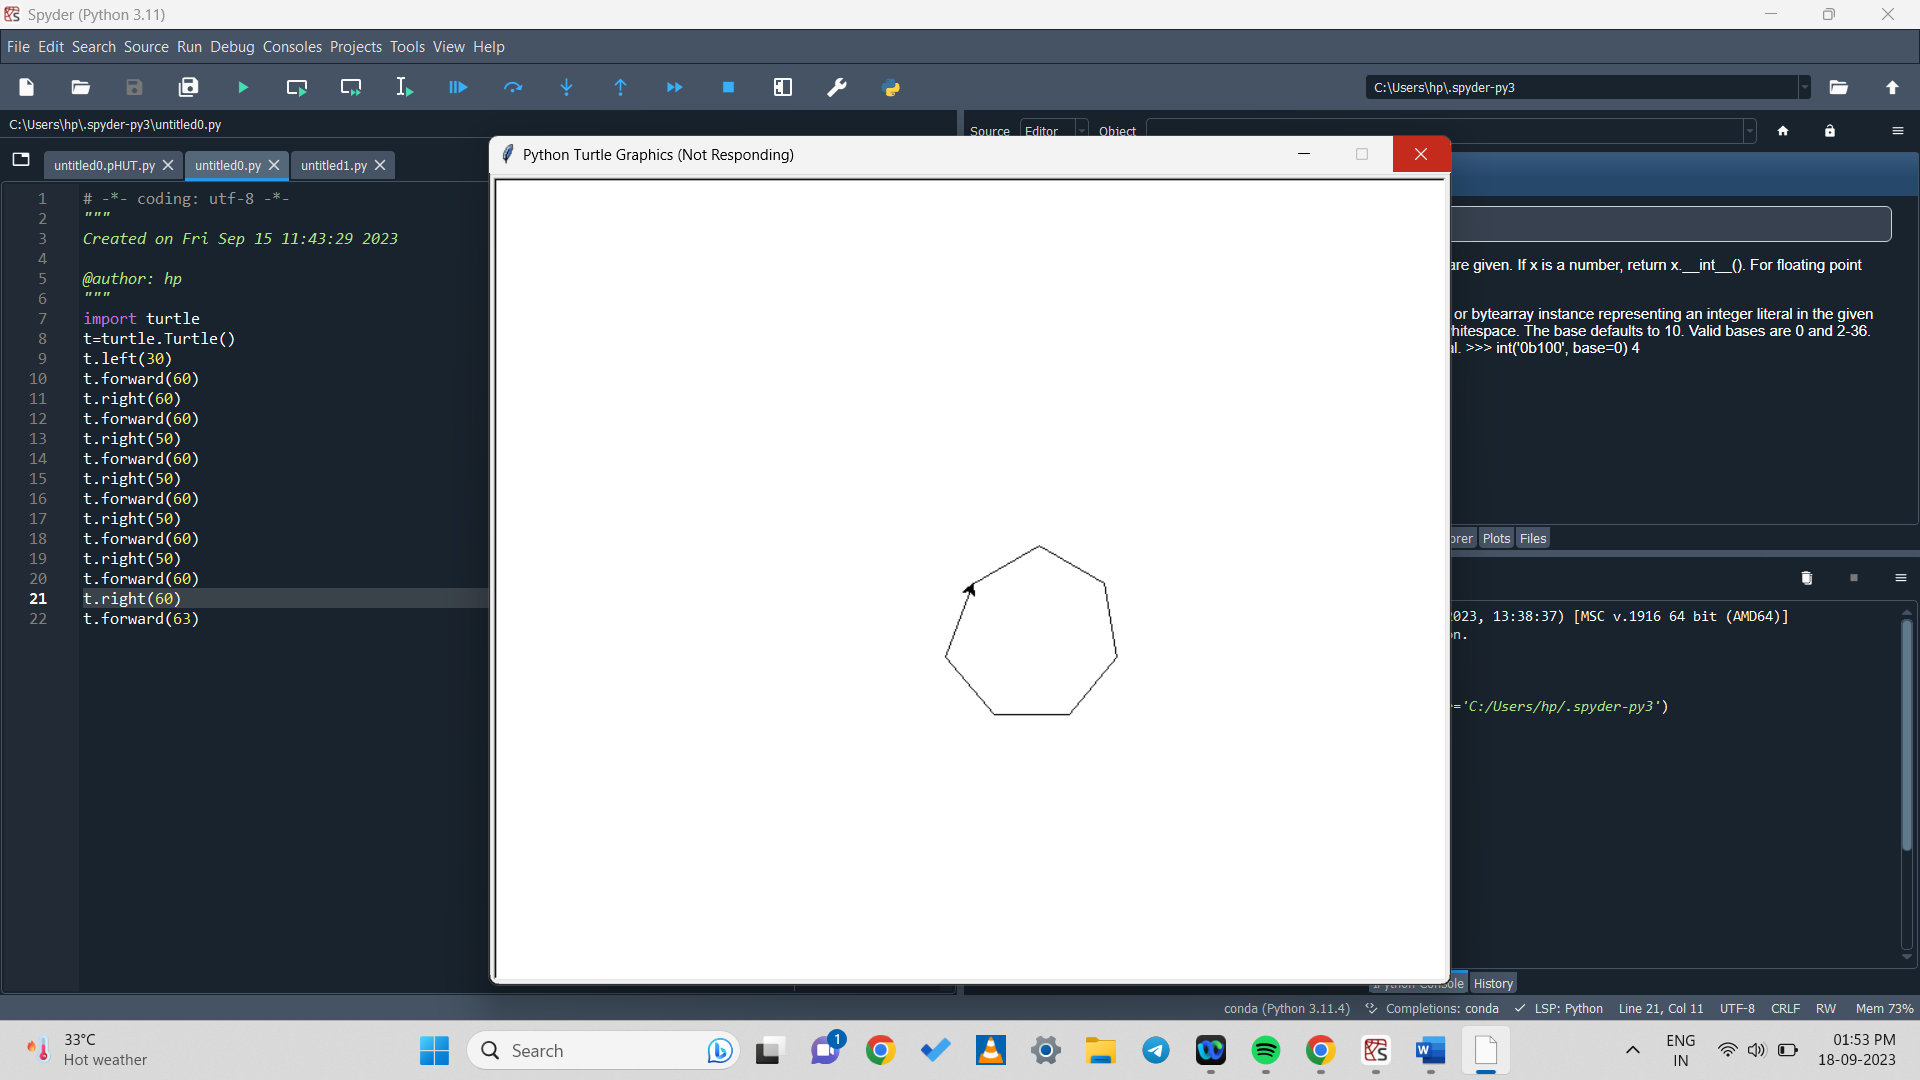 Spyder (Python 3.11)
File Edit Search Source Run Debug Consoles Projects Tools View Help
C:\Users\hp\.spyder-py3
C:\Users\hp\.spyder-py3\untitled0.py
Source Editor Object
untitled0.pHUT.py untitled0.py untitled1.py
Python Turtle Graphics (Not Responding)
1 # -*- coding: utf-8 -*-
2 """
3 Created on Fri Sep 15 11:43:29 2023
4
5 @author: hp
6 """
7 import turtle
8 t=turtle.Turtle()
9 t.left(30)
10 t.forward(60)
11 t.right(60)
12 t.forward(60)
13 t.right(50)
14 t.forward(60)
15 t.right(50)
16 t.forward(60)
17 t.right(50)
18 t.forward(60)
19 t.right(50)
20 t.forward(60)
21 t.right(60)
22 t.forward(63)
are given. If x is a number, return x.__int__(). For floating point
or bytearray instance representing an integer literal in the given
hitespace. The base defaults to 10. Valid bases are 0 and 2-36.
l. >>> int('0b100', base=0) 4
orer Plots Files
023, 13:38:37) [MSC v.1916 64 bit (AMD64)]
n.
='C:/Users/hp/.spyder-py3')
IPython Console History
conda (Python 3.11.4) Completions: conda LSP: Python Line 21, Col 11 UTF-8 CRLF RW Mem 73%
33°C
Hot weather
Search
1
ENG
IN
01:53 PM
18-09-2023